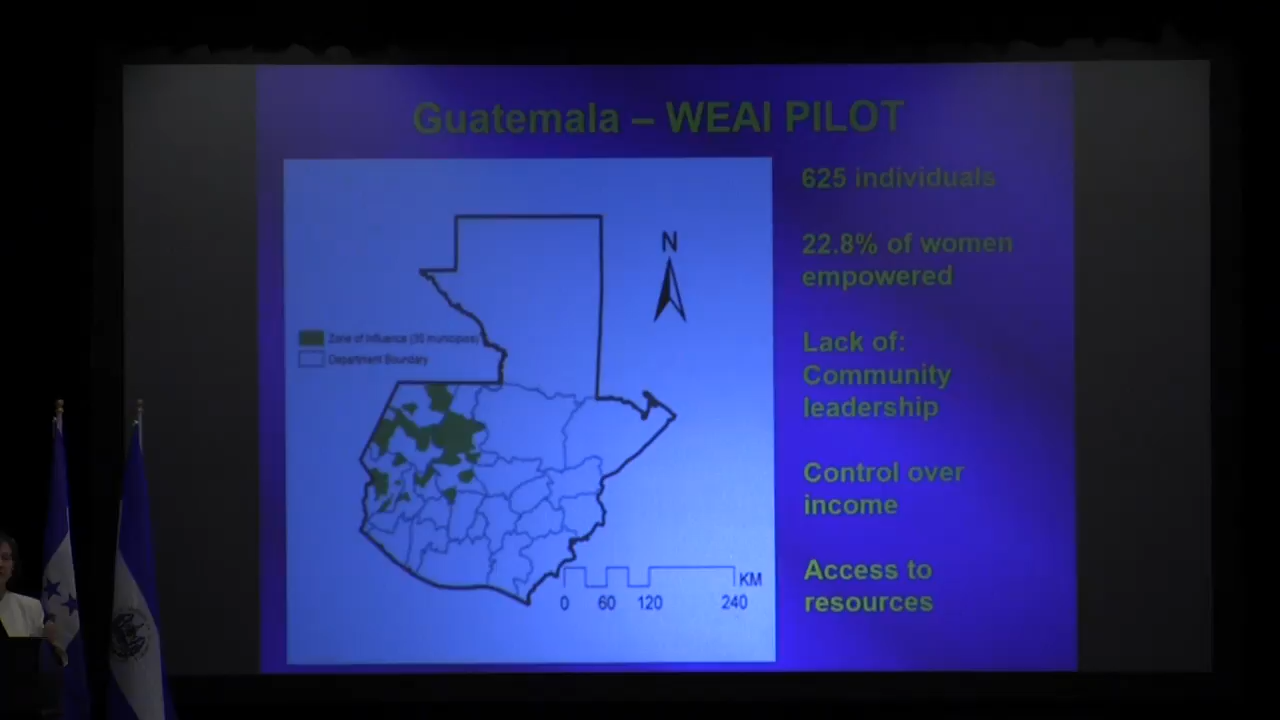 Guatemala – WEAI PILOT
625 individuals
22.8% of women
empowered
Lack of:
Community
leadership
Control over
income
Access to
resources
N
Zone of Influence (30 municipios)
Department Boundary
KM
0 60 120 240